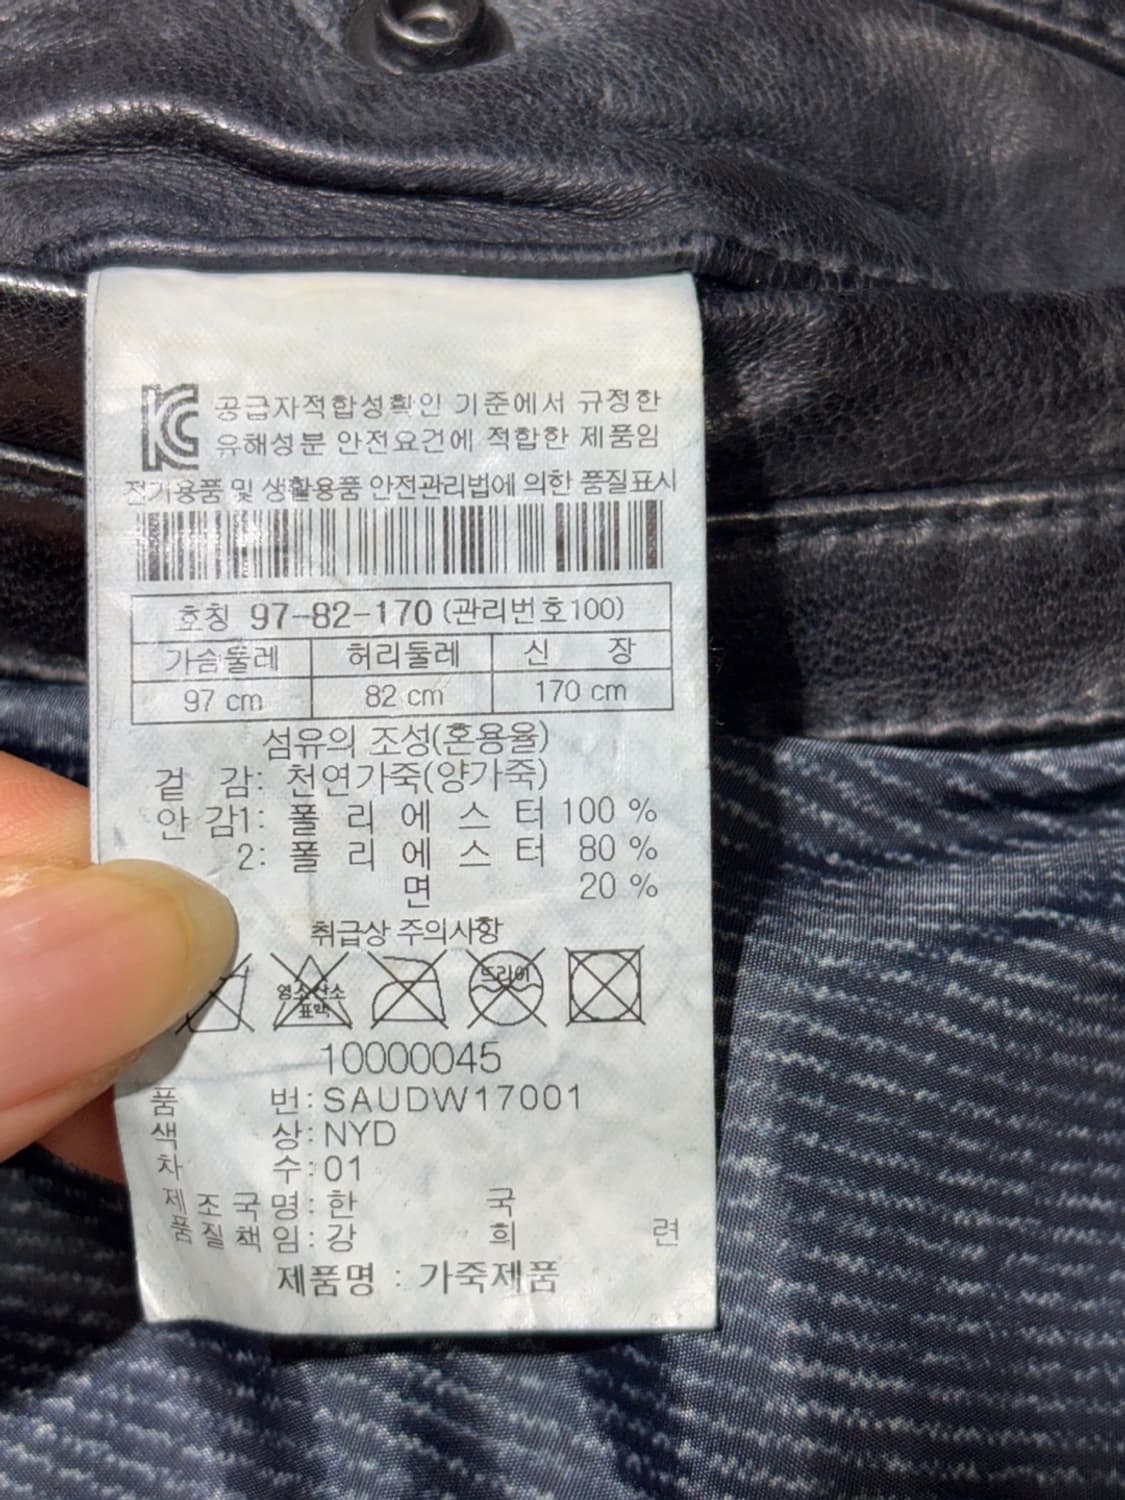 KC 공급자적합성확인 기준에서 규정한
유해성분 안전요건에 적합한 제품임
전기용품 및 생활용품 안전관리법에 의한 품질표시
호칭 97-82-170 (관리번호100)
가슴둘레 허리둘레 신 장
97 cm 82 cm 170 cm
섬유의 조성(혼용율)
겉 감: 천연가죽(양가죽)
안 감1: 폴 리 에 스 터 100 %
2: 폴 리 에 스 터 80 %
면 20 %
취급상 주의사항
염소산소 드라이
표백
10000045
품 번: SAUDW17001
색 상: NYD
차 수: 01
제 조 국 명: 한 국
품 질 책 임: 강 희 련
제품명 : 가죽제품